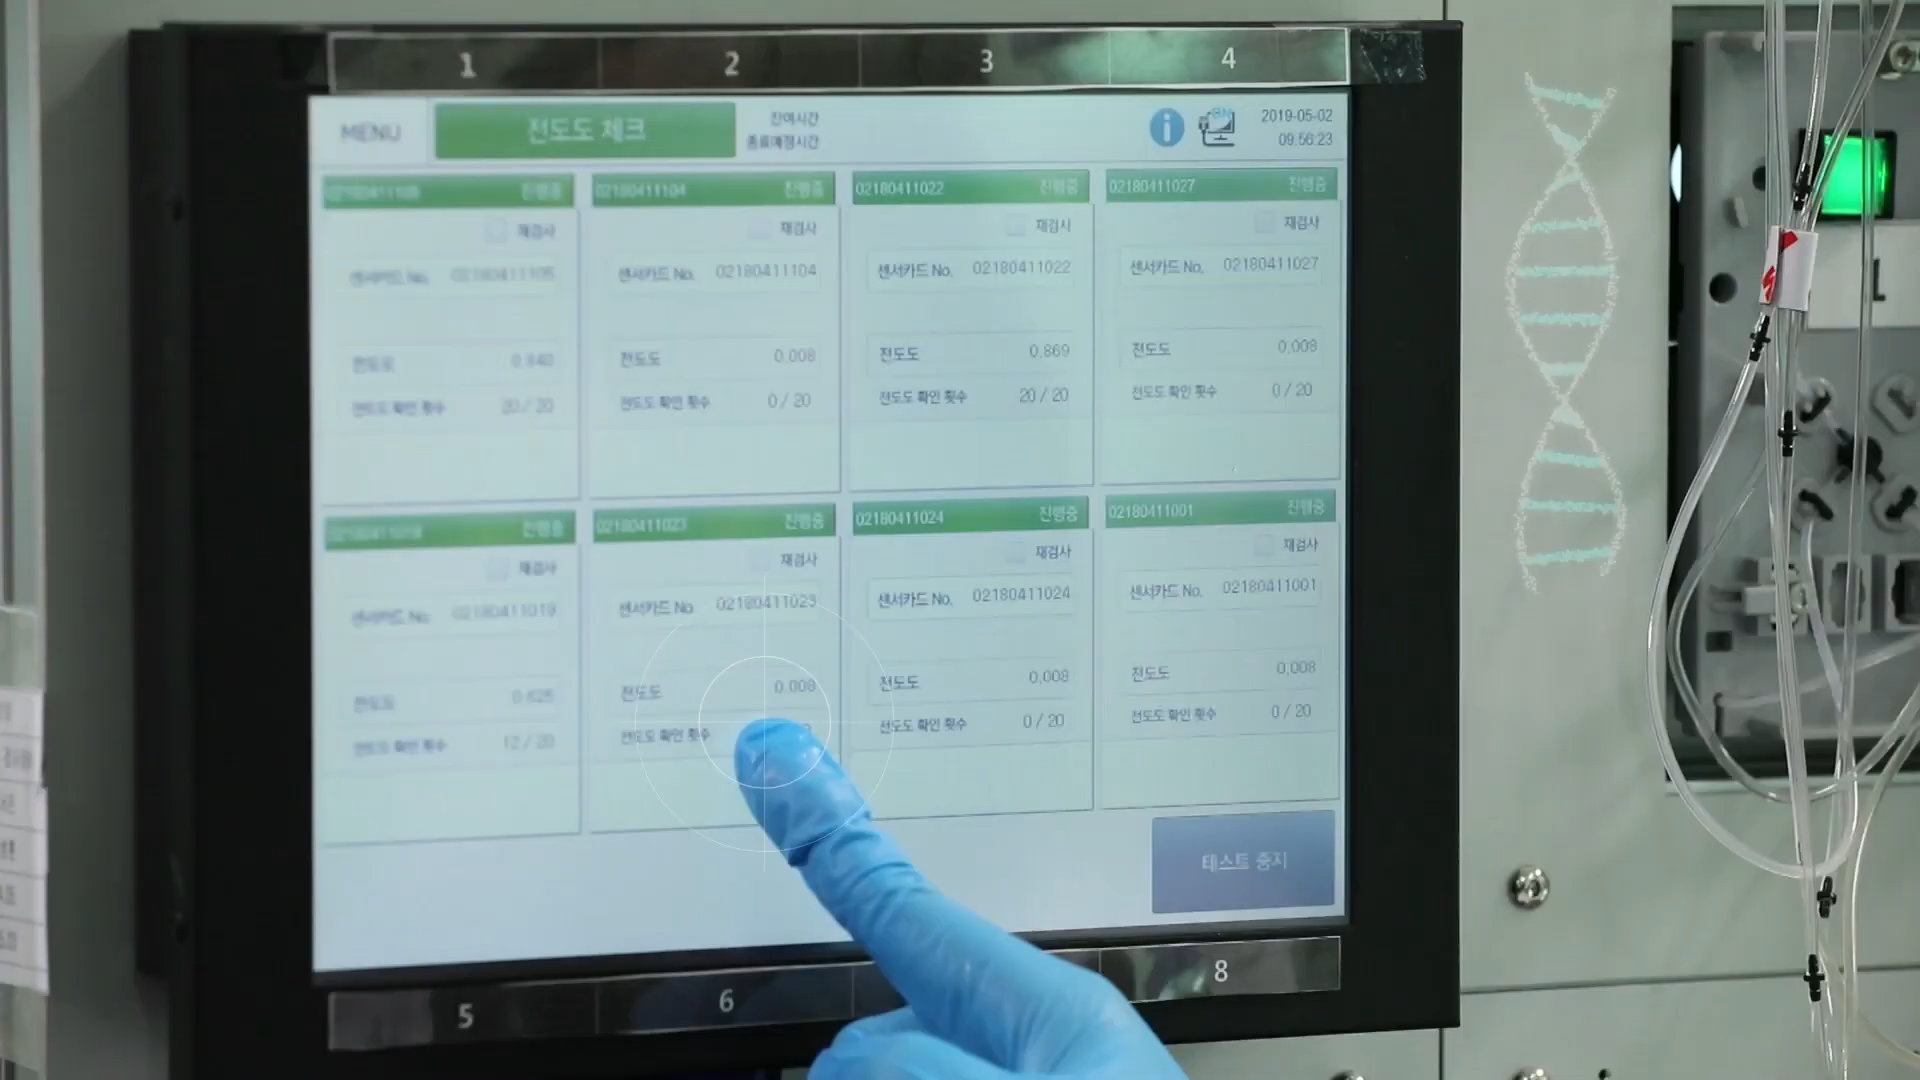 1 2 3 4
MENU 전도도 체크 잔여시간 2019-05-02
종료예정시간 09:56:23
진행중 02180411104 진행중 02180411022 진행중 02180411027 진행중
재검사 재검사 재검사 재검사
센서카드 No. 02180411105 센서카드 No. 02180411104 센서카드 No. 02180411022 센서카드 No. 02180411027
전도도 전도도 0.008 전도도 0.869 전도도 0.008
전도도 확인 횟수 20 / 20 전도도 확인 횟수 0 / 20 전도도 확인 횟수 20 / 20 전도도 확인 횟수 0 / 20
진행중 02180411023 진행중 02180411024 진행중 02180411001 진행중
재검사 재검사 재검사 재검사
센서카드 No. 02180411019 센서카드 No. 02180411023 센서카드 No. 02180411024 센서카드 No. 02180411001
전도도 0.625 전도도 0.008 전도도 0.008 전도도 0.008
전도도 확인 횟수 12 / 20 전도도 확인 횟수 전도도 확인 횟수 0 / 20 전도도 확인 횟수 0 / 20
테스트 중지
5 6 8
L